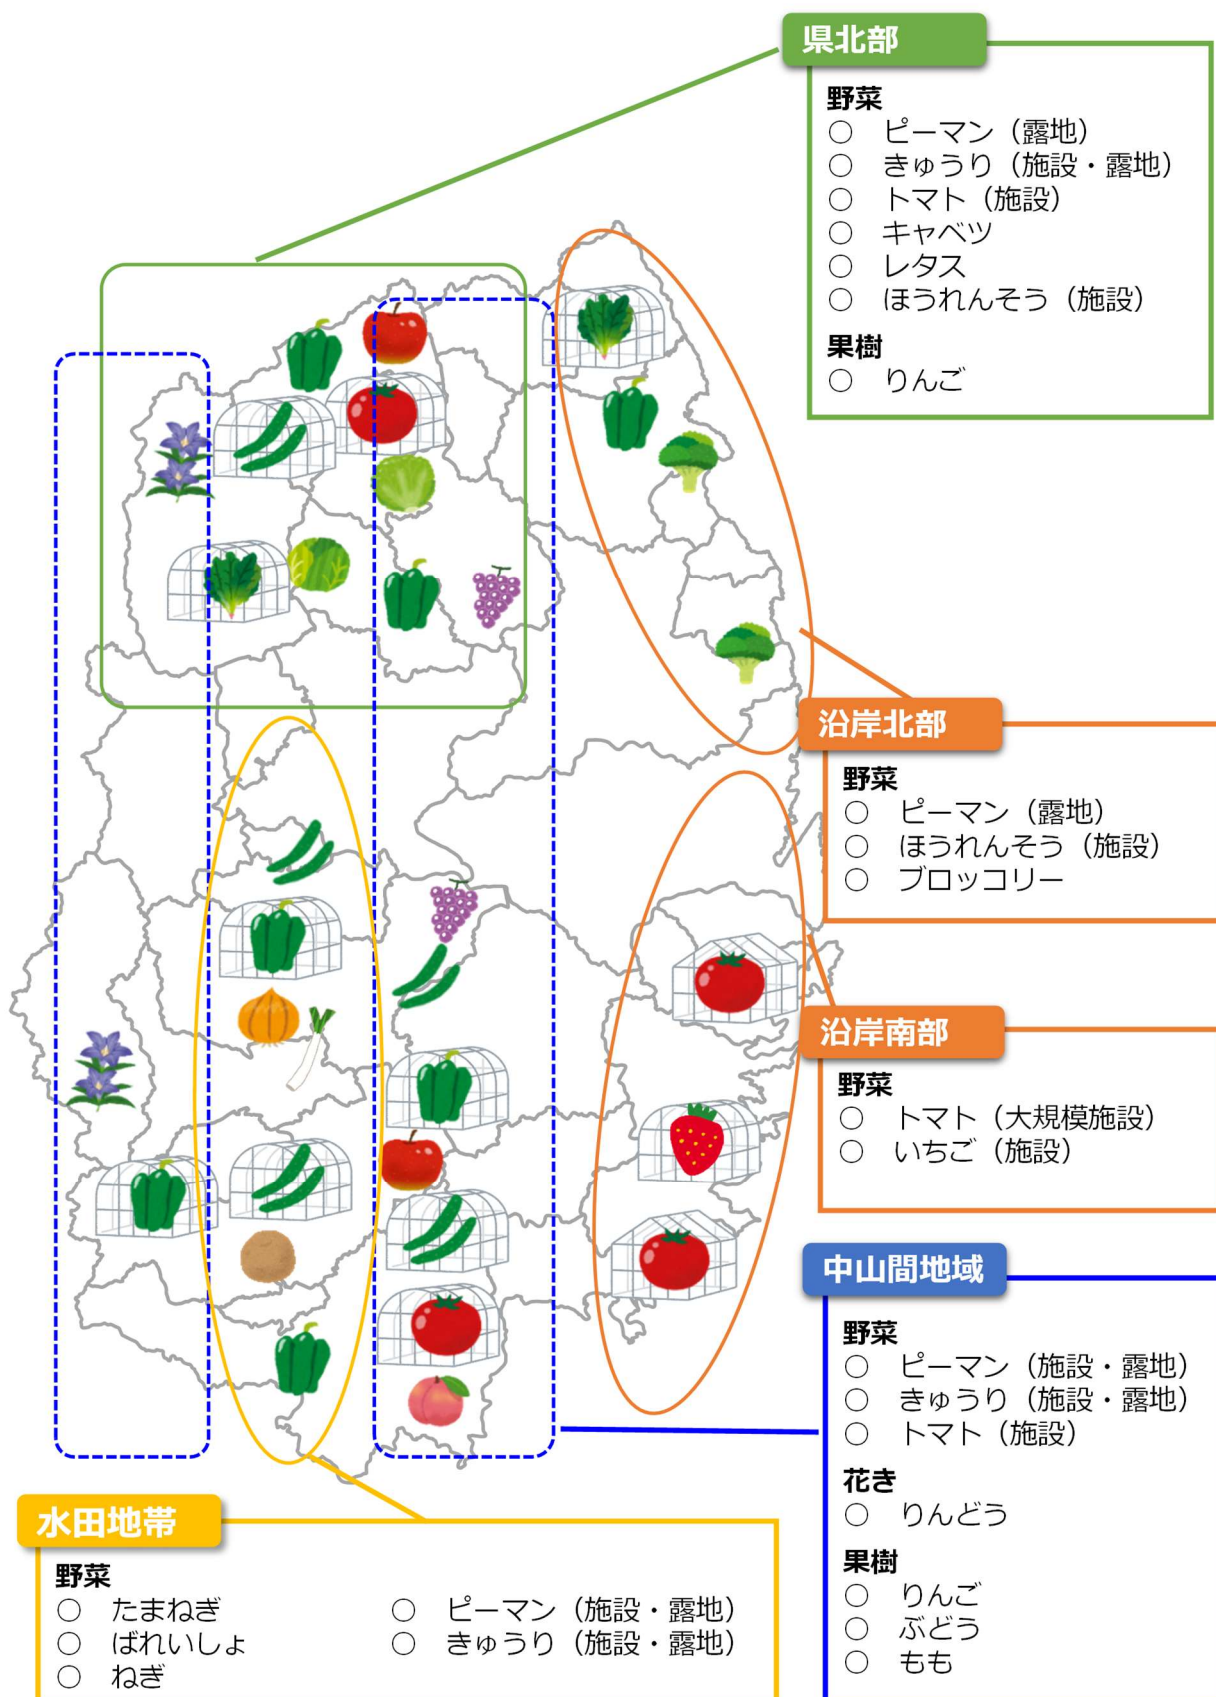 県北部
野菜
○ ピーマン（露地）
○ きゅうり（施設・露地）
○ トマト（施設）
○ キャベツ
○ レタス
○ ほうれんそう（施設）
果樹
○ りんご
沿岸北部
野菜
○ ピーマン（露地）
○ ほうれんそう（施設）
○ ブロッコリー
沿岸南部
野菜
○ トマト（大規模施設）
○ いちご（施設）
中山間地域
野菜
○ ピーマン（施設・露地）
○ きゅうり（施設・露地）
○ トマト（施設）
花き
○ りんどう
果樹
○ りんご
○ ぶどう
○ もも
水田地帯
野菜
○ たまねぎ
○ ばれいしょ
○ ねぎ
○ ピーマン（施設・露地）
○ きゅうり（施設・露地）